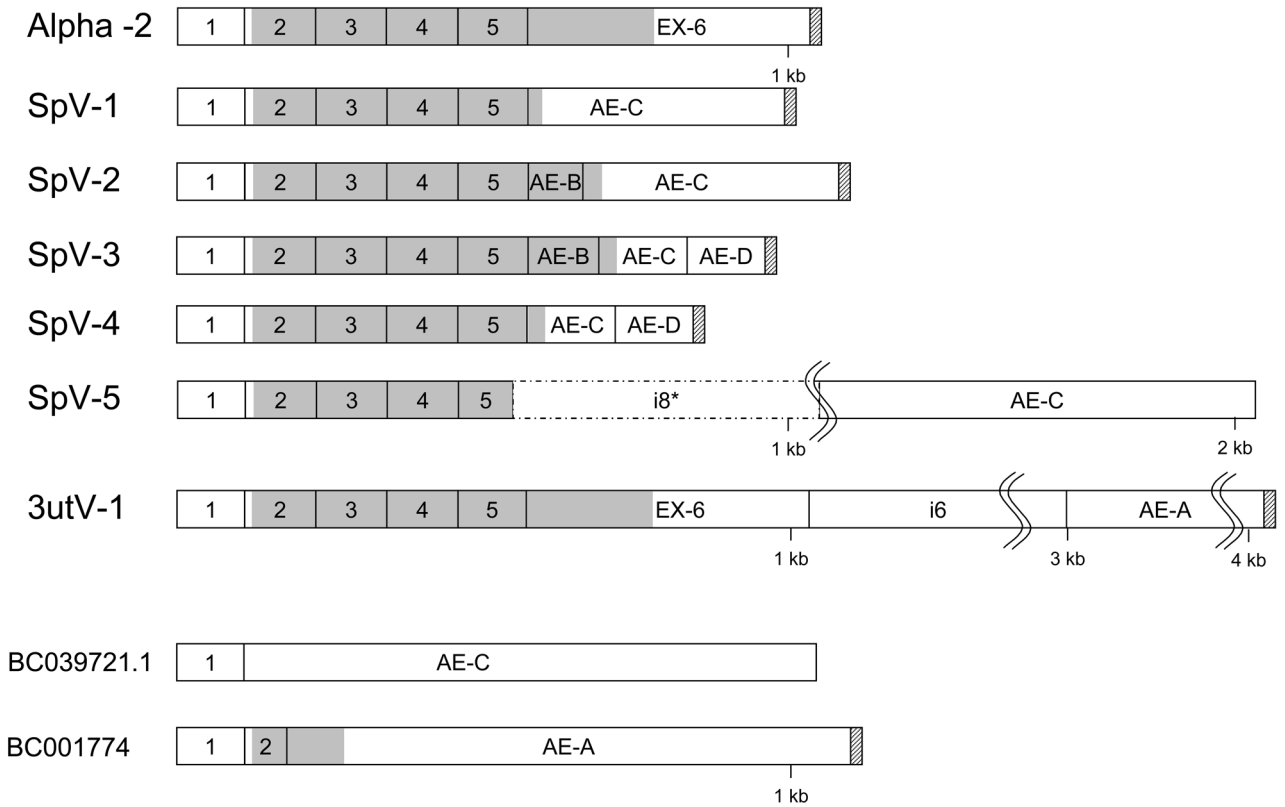 Alpha -2 1 2 3 4 5 EX-6
1 kb
SpV-1 1 2 3 4 5 AE-C
SpV-2 1 2 3 4 5 AE-B AE-C
SpV-3 1 2 3 4 5 AE-B AE-C AE-D
SpV-4 1 2 3 4 5 AE-C AE-D
SpV-5 1 2 3 4 5 i8* AE-C
1 kb 2 kb
3utV-1 1 2 3 4 5 EX-6 i6 AE-A
1 kb 3 kb 4 kb
BC039721.1 1 AE-C
BC001774 1 2 AE-A
1 kb